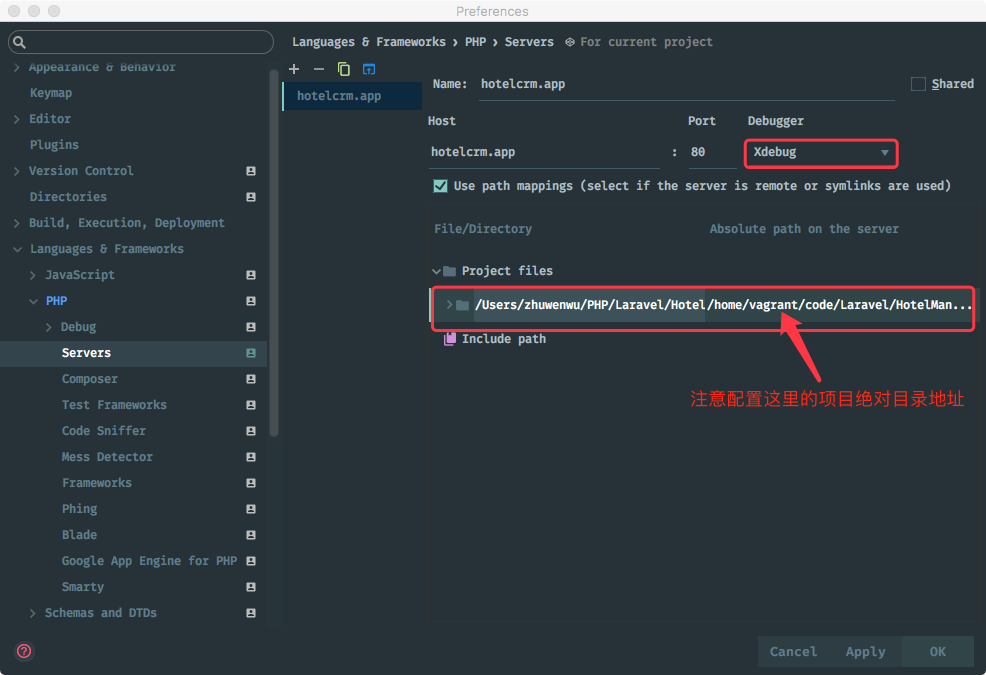 Preferences
Languages & Frameworks › PHP › Servers For current project
Appearance & Behavior
Keymap
Editor
Plugins
Version Control
Directories
Build, Execution, Deployment
Languages & Frameworks
JavaScript
PHP
Debug
Servers
Composer
Test Frameworks
Code Sniffer
Mess Detector
Frameworks
Phing
Blade
Google App Engine for PHP
Smarty
Schemas and DTDs
hotelcrm.app
Name: hotelcrm.app Shared
Host Port Debugger
hotelcrm.app : 80 Xdebug
Use path mappings (select if the server is remote or symlinks are used)
File/Directory Absolute path on the server
Project files
/Users/zhuwenwu/PHP/Laravel/Hotel /home/vagrant/code/Laravel/HotelMan...
Include path
注意配置这里的项目绝对目录地址
? Cancel Apply OK